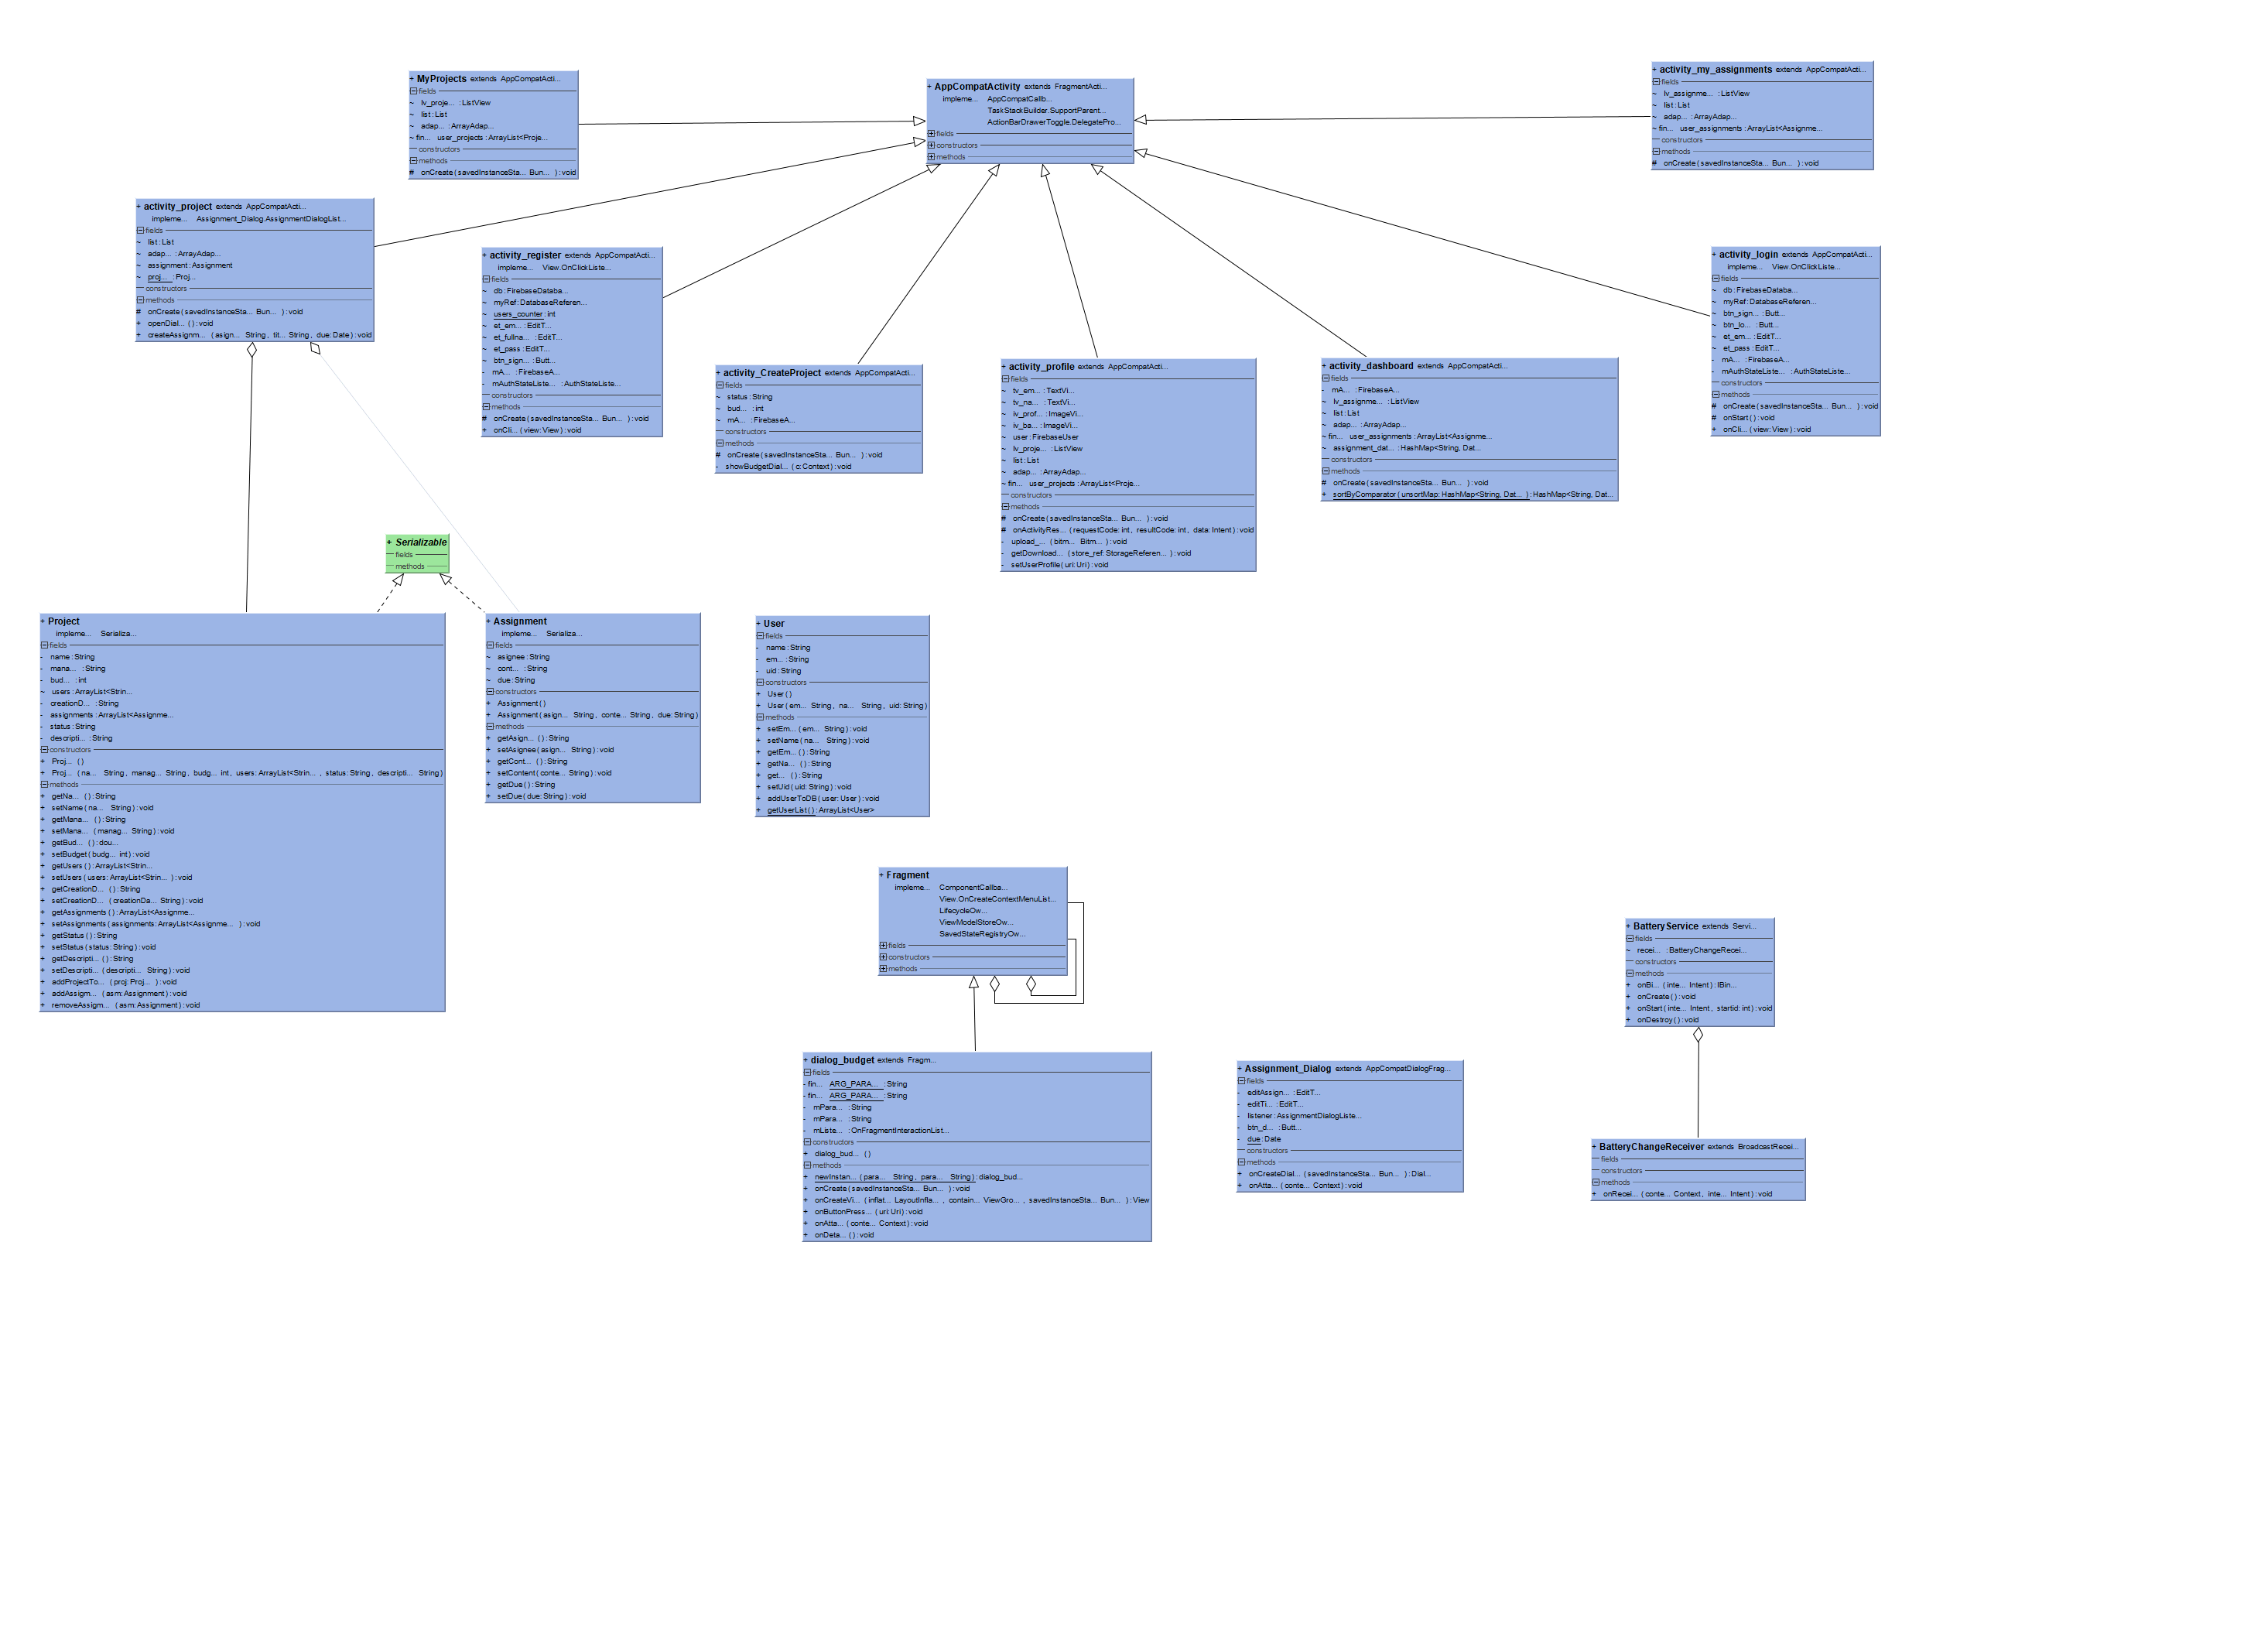 + MyProjects extends AppCompatActi...
fields
~ lv_proje... : ListView
~ list : List
~ adap... : ArrayAdap...
~ fin... user_projects : ArrayList<Proje...
constructors
methods
# onCreate ( savedInstanceSta... Bun... ) : void
+ AppCompatActivity extends FragmentActi...
impleme... AppCompatCallb...
TaskStackBuilder.SupportParent...
ActionBarDrawerToggle.DelegatePro...
fields
constructors
methods
+ activity_my_assignments extends AppCompatActi...
fields
~ lv_assignme... : ListView
~ list : List
~ adap... : ArrayAdap...
~ fin... user_assignments : ArrayList<Assignme...
constructors
methods
# onCreate ( savedInstanceSta... Bun... ) : void
+ activity_project extends AppCompatActi...
impleme... Assignment_Dialog.AssignmentDialogList...
fields
~ list : List
~ adap... : ArrayAdap...
~ assignment : Assignment
~ proj... : Proj...
constructors
methods
# onCreate ( savedInstanceSta... Bun... ) : void
+ openDial... ( ) : void
+ createAssignm... ( asign... String, tit... String, due: Date ) : void
+ activity_register extends AppCompatActi...
impleme... View.OnClickListe...
fields
~ db : FirebaseDataba...
~ myRef : DatabaseReferen...
~ users_counter : int
~ et_em... : EditT...
~ et_fullna... : EditT...
~ et_pass : EditT...
~ btn_sign... : Butt...
- mA... : FirebaseA...
- mAuthStateListe... : AuthStateListe...
constructors
methods
# onCreate ( savedInstanceSta... Bun... ) : void
+ onCli... ( view: View ) : void
+ activity_CreateProject extends AppCompatActi...
fields
~ status : String
~ bud... : int
~ mA... : FirebaseA...
constructors
methods
# onCreate ( savedInstanceSta... Bun... ) : void
- showBudgetDial... ( c: Context ) : void
+ activity_profile extends AppCompatActi...
fields
~ tv_em... : TextVi...
~ tv_na... : TextVi...
~ iv_prof... : ImageVi...
~ iv_ba... : ImageVi...
~ user : FirebaseUser
~ lv_proje... : ListView
~ list : List
~ adap... : ArrayAdap...
~ fin... user_projects : ArrayList<Proje...
constructors
methods
# onCreate ( savedInstanceSta... Bun... ) : void
# onActivityRes... ( requestCode: int, resultCode: int, data: Intent ) : void
- upload_... ( bitm... Bitm... ) : void
- getDownload... ( store_ref: StorageReferen... ) : void
- setUserProfile ( uri: Uri ) : void
+ activity_dashboard extends AppCompatActi...
fields
- mA... : FirebaseA...
~ lv_assignme... : ListView
~ list : List
~ adap... : ArrayAdap...
~ fin... user_assignments : ArrayList<Assignme...
~ assignment_dat... : HashMap<String, Dat...
constructors
methods
# onCreate ( savedInstanceSta... Bun... ) : void
+ sortByComparator ( unsortMap: HashMap<String, Dat... ) : HashMap<String, Dat...
+ activity_login extends AppCompatActi...
impleme... View.OnClickListe...
fields
~ db : FirebaseDataba...
~ myRef : DatabaseReferen...
~ btn_sign... : Butt...
~ btn_lo... : Butt...
~ et_em... : EditT...
~ et_pass : EditT...
- mA... : FirebaseA...
- mAuthStateListe... : AuthStateListe...
constructors
methods
# onCreate ( savedInstanceSta... Bun... ) : void
# onStart ( ) : void
+ onCli... ( view: View ) : void
+ Serializable
fields
methods
+ Project
impleme... Serializa...
fields
- name : String
- mana... : String
- bud... : int
~ users : ArrayList<Strin...
- creationD... : String
- assignments : ArrayList<Assignme...
- status : String
- descripti... : String
constructors
+ Proj... ( )
+ Proj... ( na... String, manag... String, budg... int, users: ArrayList<Strin... , status: String, descripti... String )
methods
+ getNa... ( ) : String
+ setName ( na... String ) : void
+ getMana... ( ) : String
+ setMana... ( manag... String ) : void
+ getBud... ( ) : dou...
+ setBudget ( budg... int ) : void
+ getUsers ( ) : ArrayList<Strin...
+ setUsers ( users: ArrayList<Strin... ) : void
+ getCreationD... ( ) : String
+ setCreationD... ( creationDa... String ) : void
+ getAssignments ( ) : ArrayList<Assignme...
+ setAssignments ( assignments: ArrayList<Assignme... ) : void
+ getStatus ( ) : String
+ setStatus ( status: String ) : void
+ getDescripti... ( ) : String
+ setDescripti... ( descripti... String ) : void
+ addProjectTo... ( proj: Proj... ) : void
+ addAssigm... ( asm: Assignment ) : void
+ removeAssigm... ( asm: Assignment ) : void
+ Assignment
impleme... Serializa...
fields
~ asignee : String
~ cont... : String
~ due : String
constructors
+ Assignment ( )
+ Assignment ( asign... String, conte... String, due: String )
methods
+ getAsign... ( ) : String
+ setAsignee ( asign... String ) : void
+ getCont... ( ) : String
+ setContent ( conte... String ) : void
+ getDue ( ) : String
+ setDue ( due: String ) : void
+ User
fields
- name : String
- em... : String
- uid : String
constructors
+ User ( )
+ User ( em... String, na... String, uid: String )
methods
+ setEm... ( em... String ) : void
+ setName ( na... String ) : void
+ getEm... ( ) : String
+ getNa... ( ) : String
+ get... ( ) : String
+ setUid ( uid: String ) : void
+ addUserToDB ( user: User ) : void
+ getUserList ( ) : ArrayList<User>
+ Fragment
impleme... ComponentCallba...
View.OnCreateContextMenuList...
LifecycleOw...
ViewModelStoreOw...
SavedStateRegistryOw...
fields
constructors
methods
+ BatteryService extends Servi...
fields
~ recei... : BatteryChangeRecei...
constructors
methods
+ onBi... ( inte... Intent ) : IBin...
+ onCreate ( ) : void
+ onStart ( inte... Intent, startid: int ) : void
+ onDestroy ( ) : void
+ dialog_budget extends Fragm...
fields
- fin... ARG_PARA... : String
- fin... ARG_PARA... : String
- mPara... : String
- mPara... : String
- mListe... : OnFragmentInteractionList...
constructors
+ dialog_bud... ( )
methods
+ newInstan... ( para... String, para... String ) : dialog_bud...
+ onCreate ( savedInstanceSta... Bun... ) : void
+ onCreateVi... ( inflat... LayoutInfla... , contain... ViewGro... , savedInstanceSta... Bun... ) : View
+ onButtonPress... ( uri: Uri ) : void
+ onAtta... ( conte... Context ) : void
+ onDeta... ( ) : void
+ Assignment_Dialog extends AppCompatDialogFrag...
fields
- editAssign... : EditT...
- editTi... : EditT...
- listener : AssignmentDialogListe...
- btn_d... : Butt...
- due : Date
constructors
methods
+ onCreateDial... ( savedInstanceSta... Bun... ) : Dial...
+ onAtta... ( conte... Context ) : void
+ BatteryChangeReceiver extends BroadcastRecei...
fields
constructors
methods
+ onRecei... ( conte... Context, inte... Intent ) : void